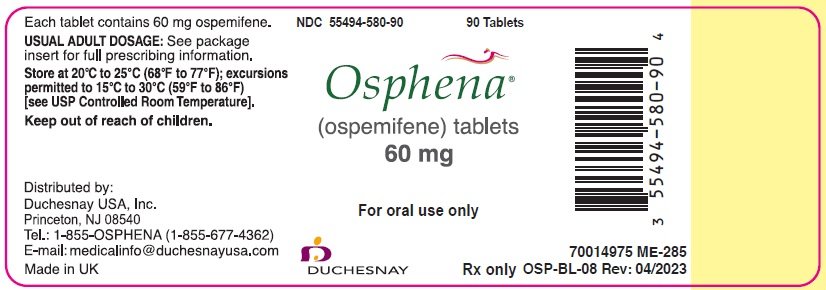 Each tablet contains 60 mg ospemifene.
USUAL ADULT DOSAGE: See package
insert for full prescribing information.
Store at 20°C to 25°C (68°F to 77°F); excursions
permitted to 15°C to 30°C (59°F to 86°F)
[see USP Controlled Room Temperature].
Keep out of reach of children.
Distributed by:
Duchesnay USA, Inc.
Princeton, NJ 08540
Tel.: 1-855-OSPHENA (1-855-677-4362)
E-mail: medicalinfo@duchesnayusa.com
Made in UK
NDC 55494-580-90 90 Tablets
Osphena®
(ospemifene) tablets
60 mg
For oral use only
DUCHESNAY
Rx only
3 55494-580-90 4
70014975 ME-285
OSP-BL-08 Rev: 04/2023